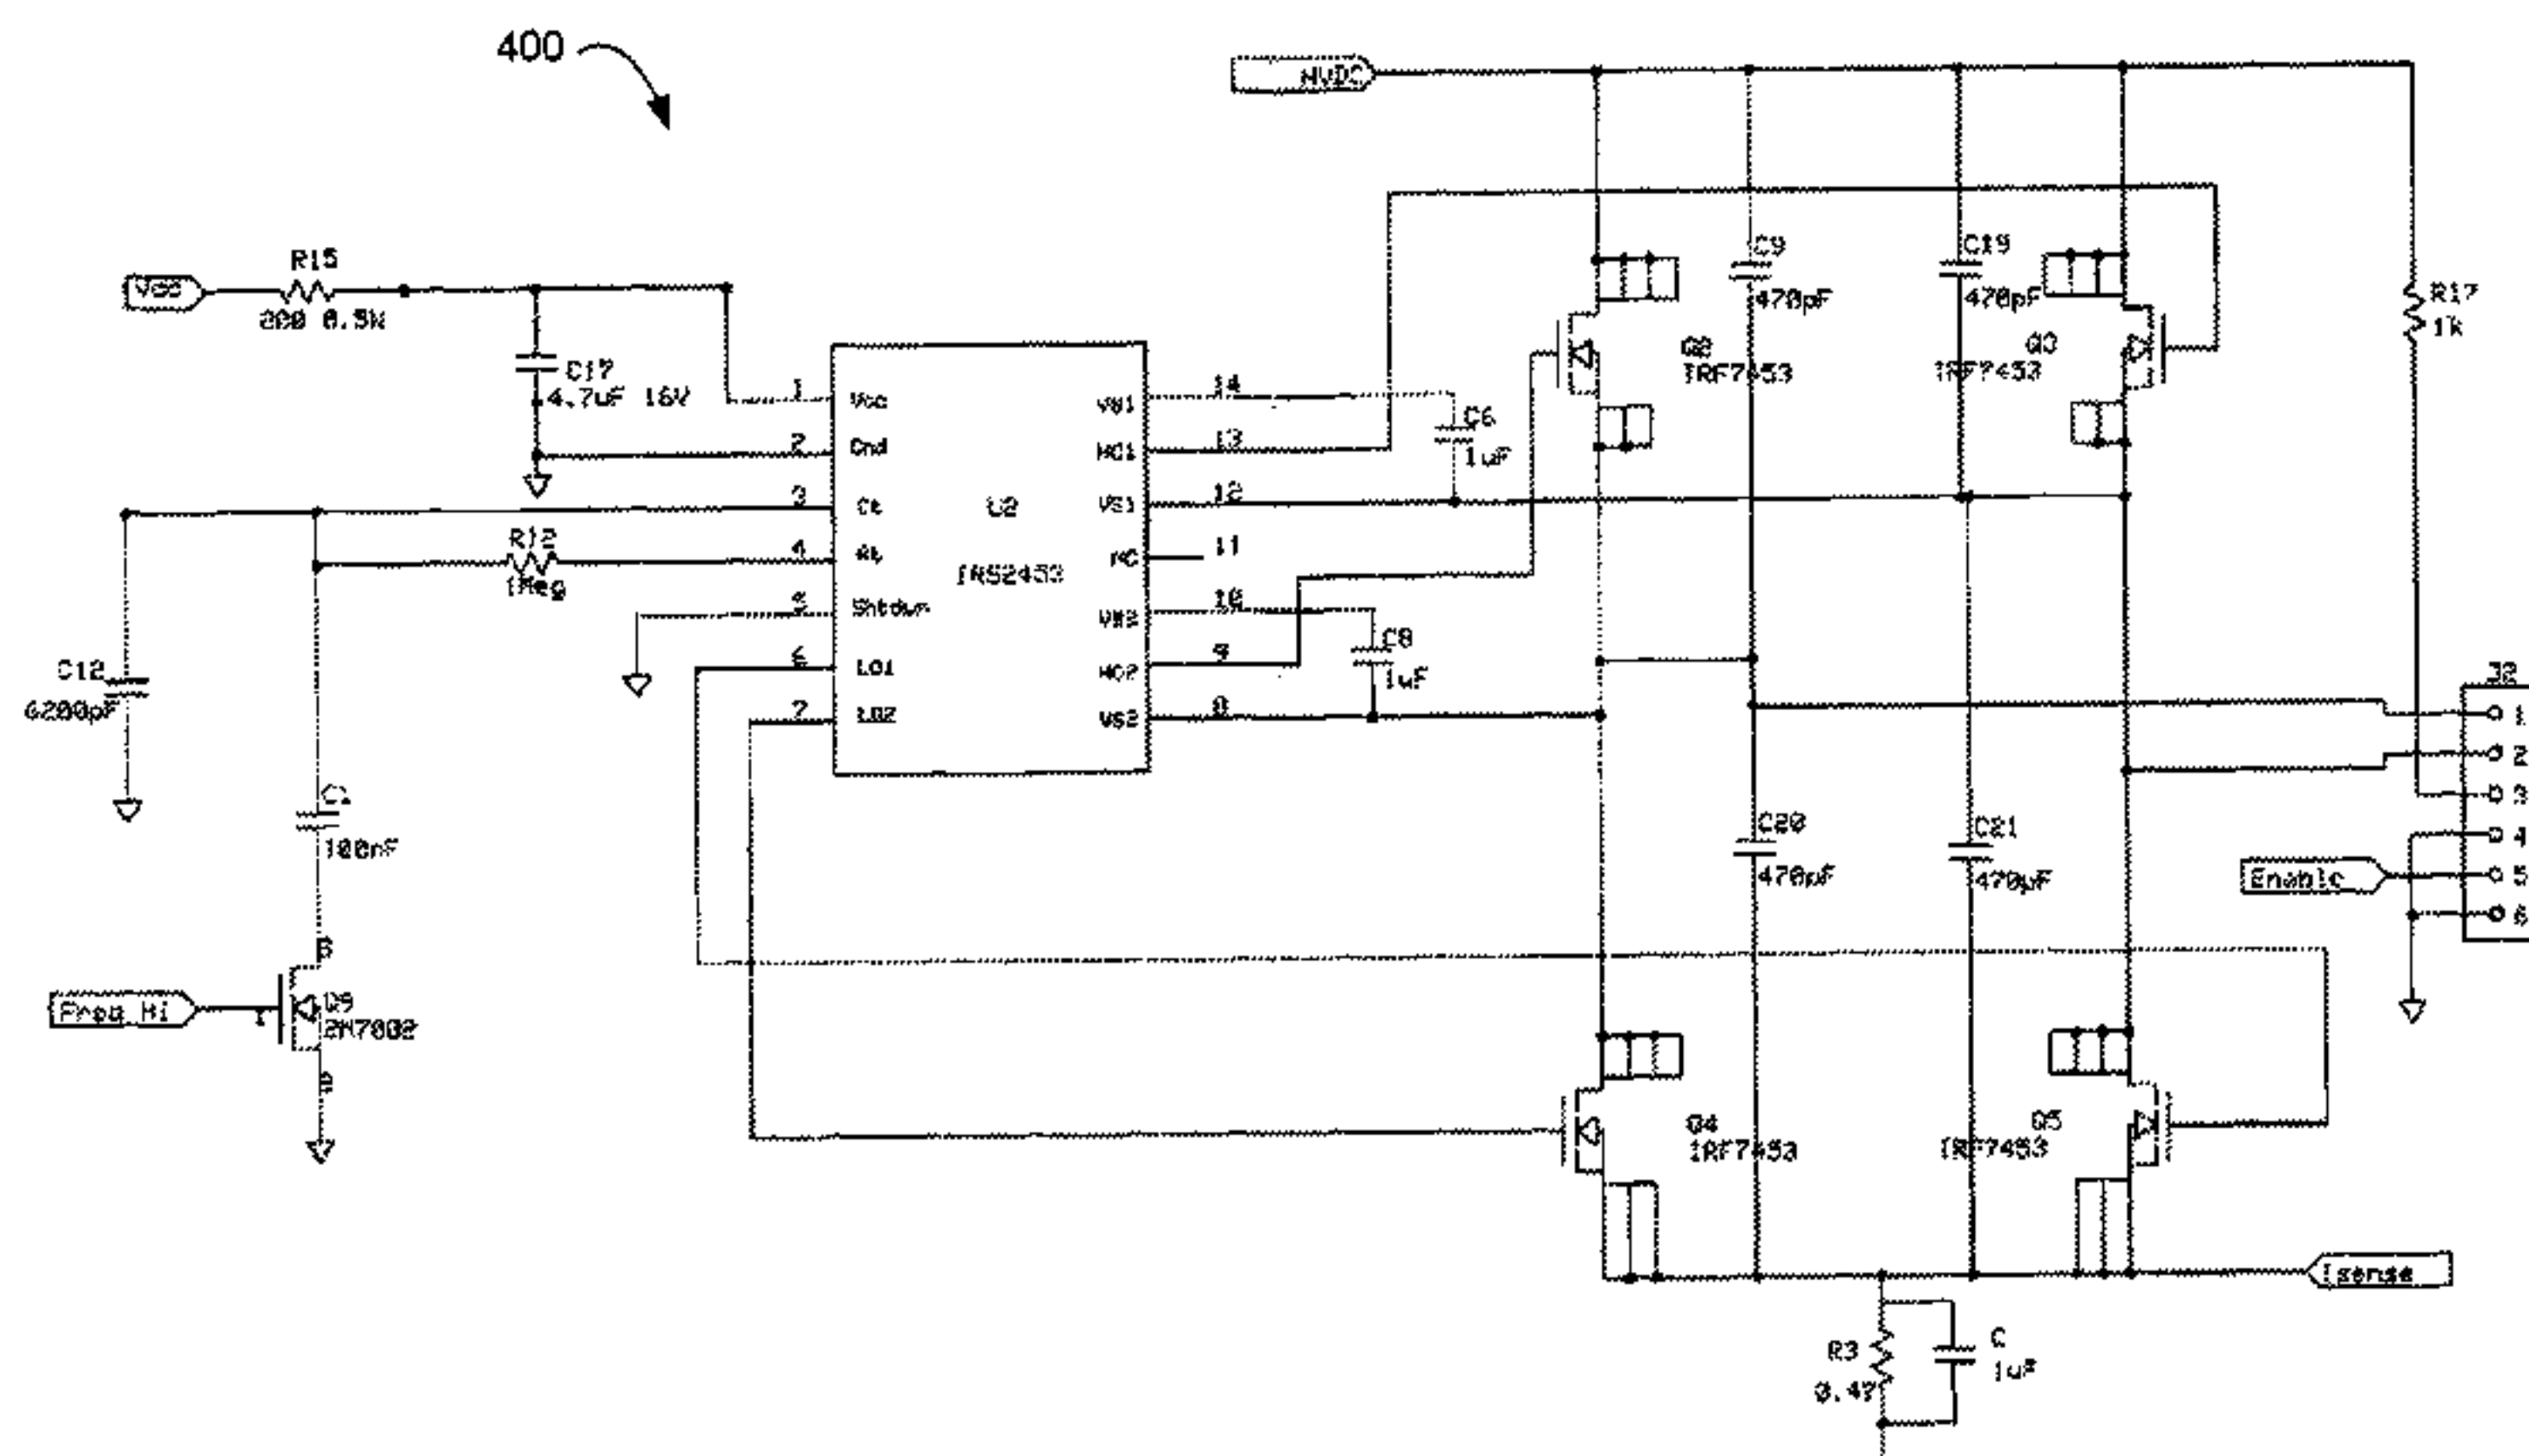 400
HVDC
R15
Vcc
200 0.5W
C17
4.7uF 16V
C9
470pF
C19
470pF
R17
1k
IRF7453
Q3
IRF7453
1 Vcc
2 Gnd
3 Ct
4 Rt
5 Shtdwn
6 LO1
7 LO2
U2
IRS2453
VB1 14
HO1 13
VS1 12
NC 11
VB2 10
HO2 9
VS2 8
C6
1uF
C8
1uF
R12
1Meg
C12
6200pF
C1
100nF
Freq Hi
1
Q9
2N7002
C20
470pF
C21
470pF
J2
1
2
3
4
5
6
Enable
Q4
IRF7453
Q5
IRF7453
Isense
R3
0.47
C
1uF